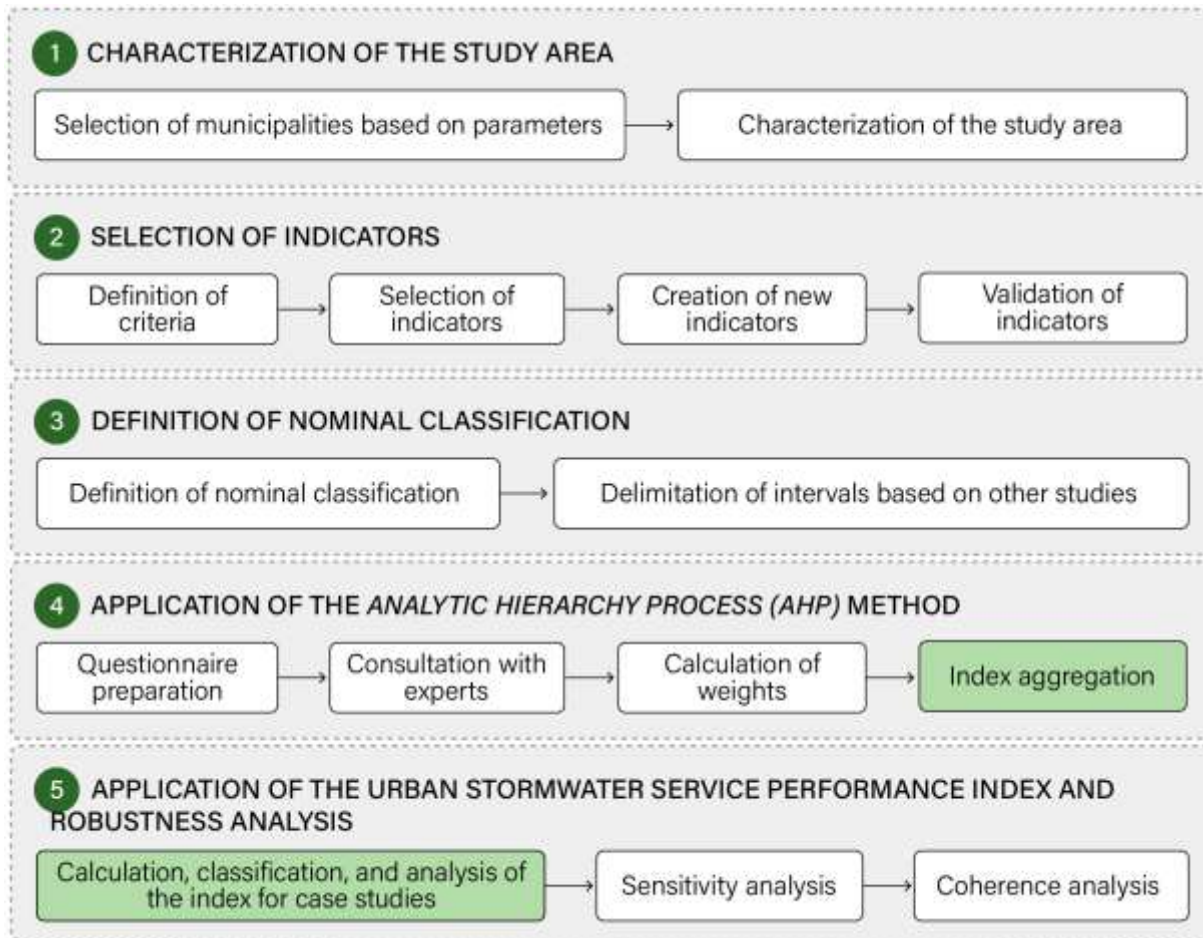 1 CHARACTERIZATION OF THE STUDY AREA
Selection of municipalities based on parameters
Characterization of the study area
2 SELECTION OF INDICATORS
Definition of
criteria
Selection of
indicators
Creation of new
indicators
Validation of
indicators
3 DEFINITION OF NOMINAL CLASSIFICATION
Definition of nominal classification
Delimitation of intervals based on other studies
4 APPLICATION OF THE ANALYTIC HIERARCHY PROCESS (AHP) METHOD
Questionnaire
preparation
Consultation with
experts
Calculation of
weights
Index aggregation
5 APPLICATION OF THE URBAN STORMWATER SERVICE PERFORMANCE INDEX AND
ROBUSTNESS ANALYSIS
Calculation, classification, and analysis of
the index for case studies
Sensitivity analysis
Coherence analysis